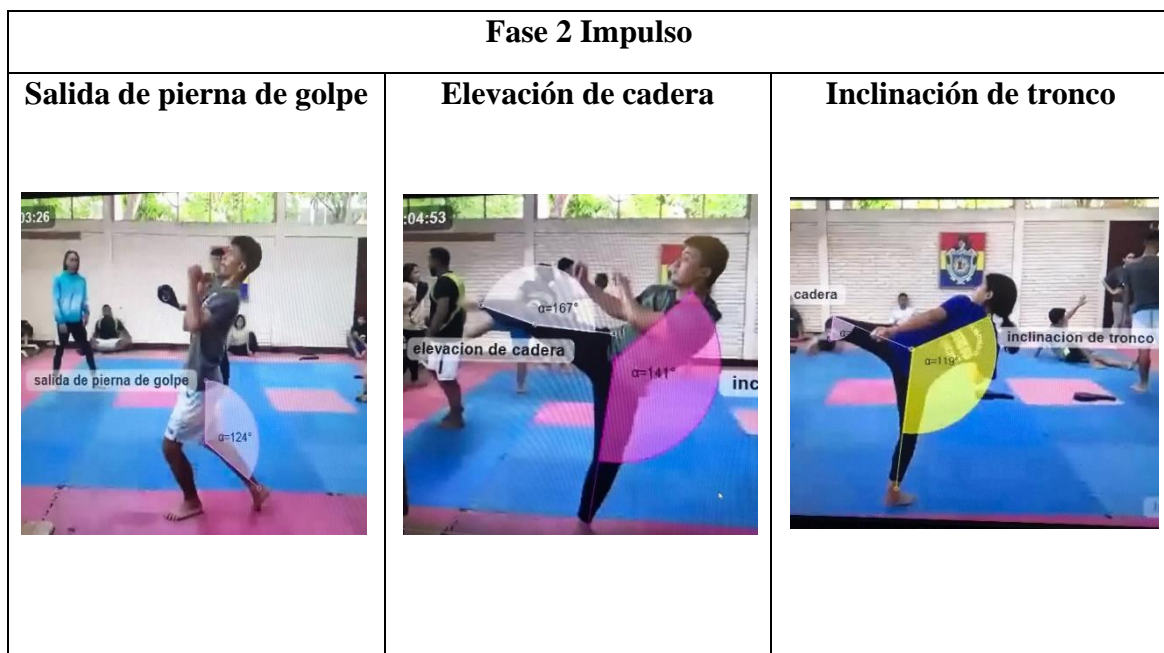 Fase 2 Impulso
Salida de pierna de golpe
Elevación de cadera
Inclinación de tronco
03:26
salida de pierna de golpe
α=124°
:04:53
α=167°
elevacion de cadera
α=141°
inc
cadera
inclinacion de tronco
α=119°